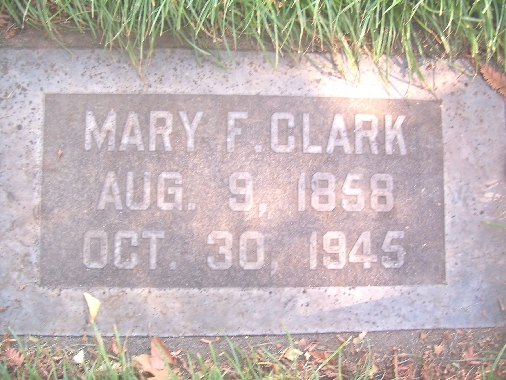 MARY F. CLARK
AUG. 9, 1858
OCT. 30, 1945